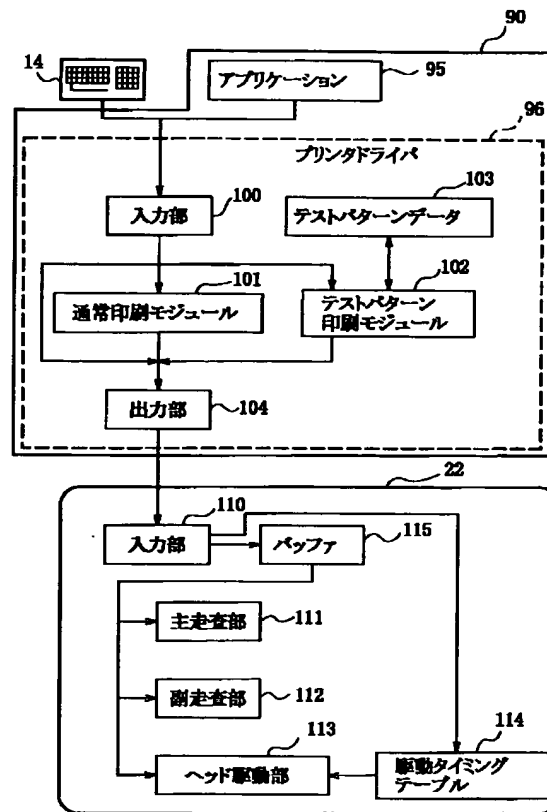 90
14
アプリケーション
95
96
プリンタドライバ
100
103
入力部
テストパターンデータ
101
102
通常印刷モジュール
テストパターン
印刷モジュール
出力部
104
22
110
入力部
バッファ
115
主走査部
111
副走査部
112
113
114
ヘッド駆動部
駆動タイミング
テーブル